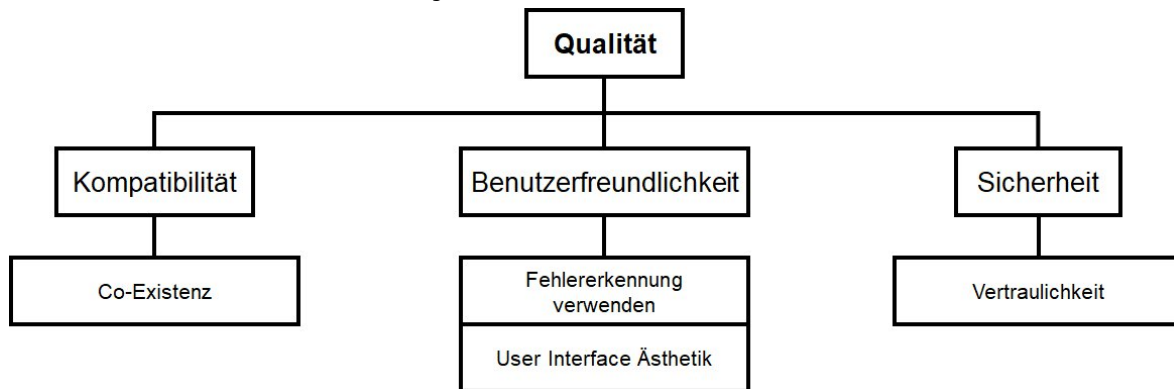 Qualität
Kompatibilität
Benutzerfreundlichkeit
Sicherheit
Co-Existenz
Fehlererkennung
verwenden
User Interface Ästhetik
Vertraulichkeit